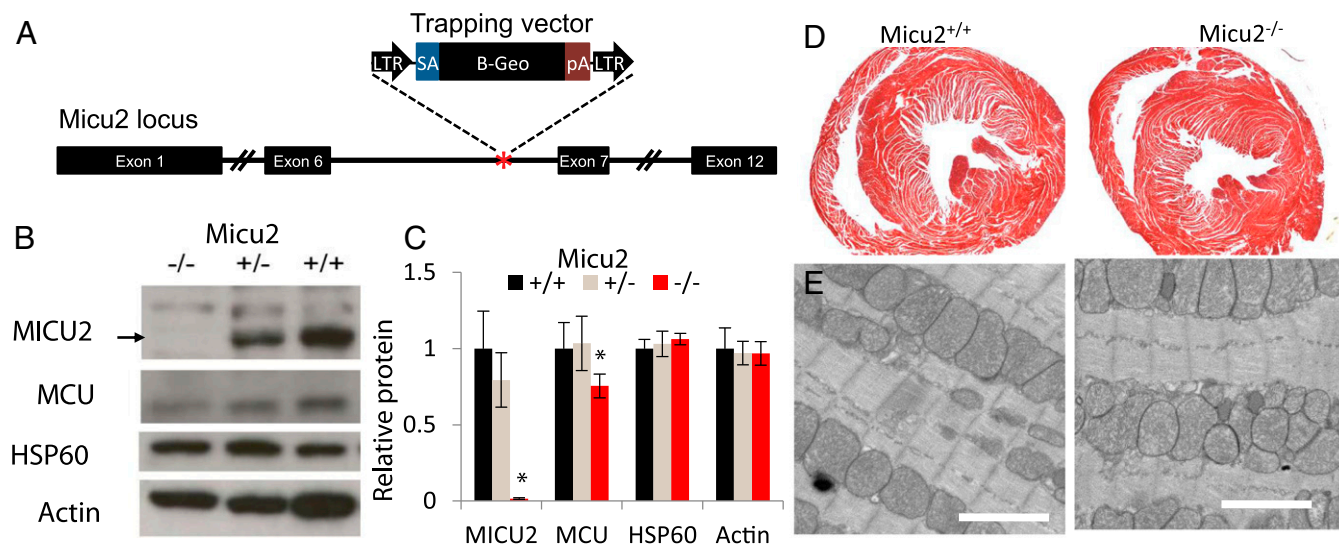 A
Trapping vector
LTR SA B-Geo pA LTR
Micu2 locus
Exon 1 Exon 6 * Exon 7 Exon 12
B
Micu2
-/- +/- +/+
MICU2
MCU
HSP60
Actin
C
Micu2
+/+ +/- -/-
Relative protein
1.5
1
0.5
0
* *
MICU2 MCU HSP60 Actin
D
Micu2+/+ Micu2-/-
E